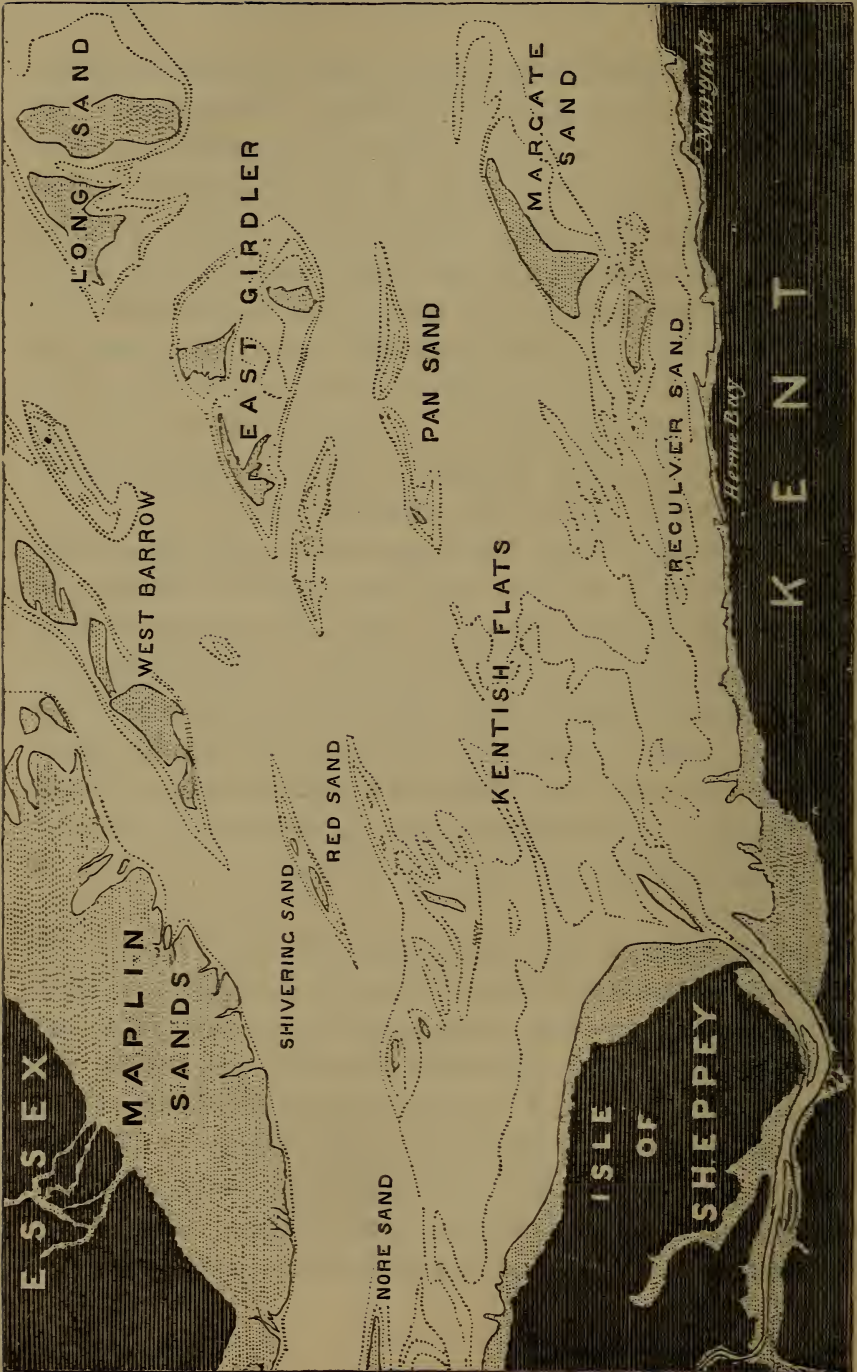 ESSEX
MAPLIN
SANDS
WEST BARROW
LONG SAND
EAST GIRDLER
SHIVERING SAND
RED SAND
PAN SAND
NORE SAND
KENTISH FLATS
MARGATE
SAND
RECULVER SAND
ISLE
OF
SHEPPEY
Herne Bay
Margate
KENT